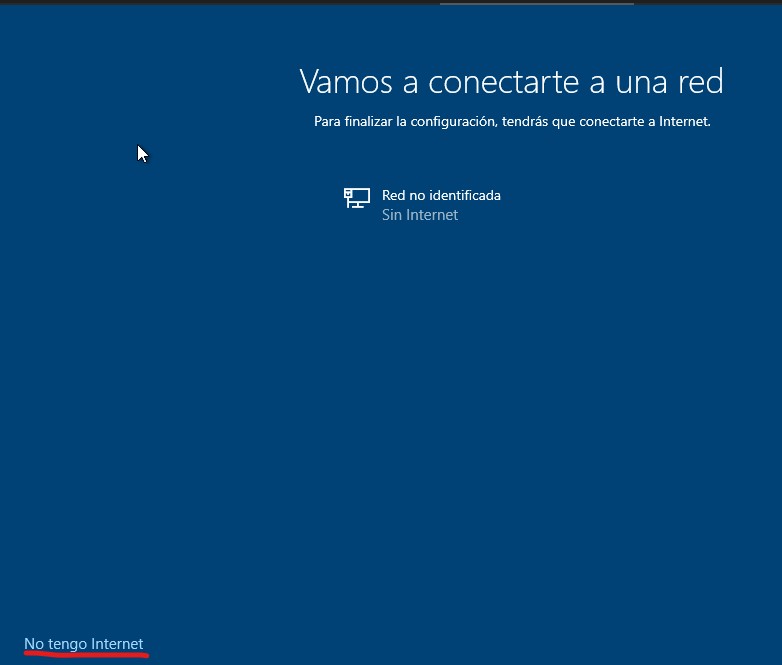 Vamos a conectarte a una red
Para finalizar la configuración, tendrás que conectarte a Internet.
Red no identificada
Sin Internet
No tengo Internet